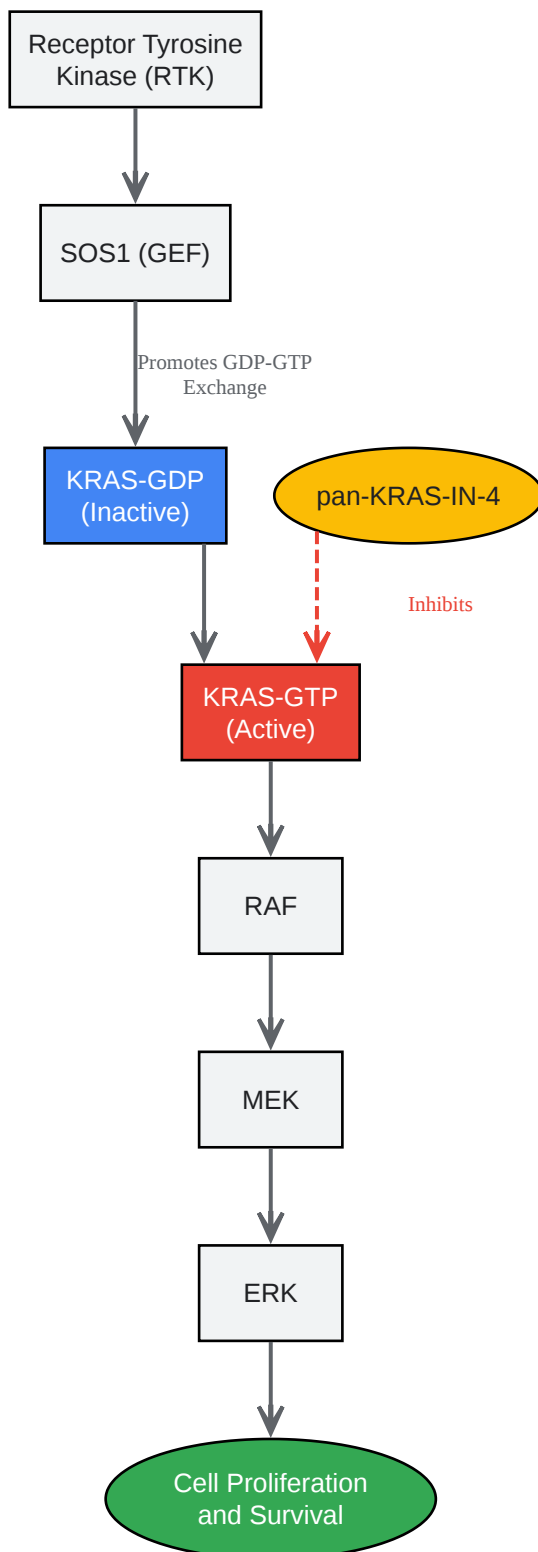 Receptor Tyrosine
Kinase (RTK)
SOS1 (GEF)
Promotes GDP-GTP
Exchange
KRAS-GDP
(Inactive)
pan-KRAS-IN-4
Inhibits
KRAS-GTP
(Active)
RAF
MEK
ERK
Cell Proliferation
and Survival